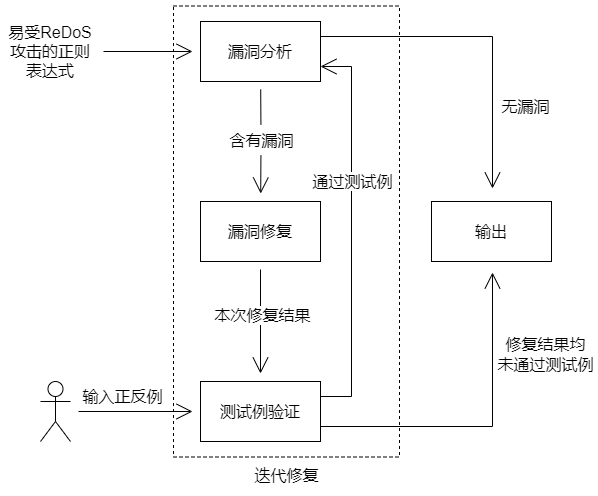 易受ReDoS
攻击的正则
表达式
漏洞分析
无漏洞
含有漏洞
通过测试例
漏洞修复
输出
本次修复结果
修复结果均
未通过测试例
输入正反例
测试例验证
迭代修复